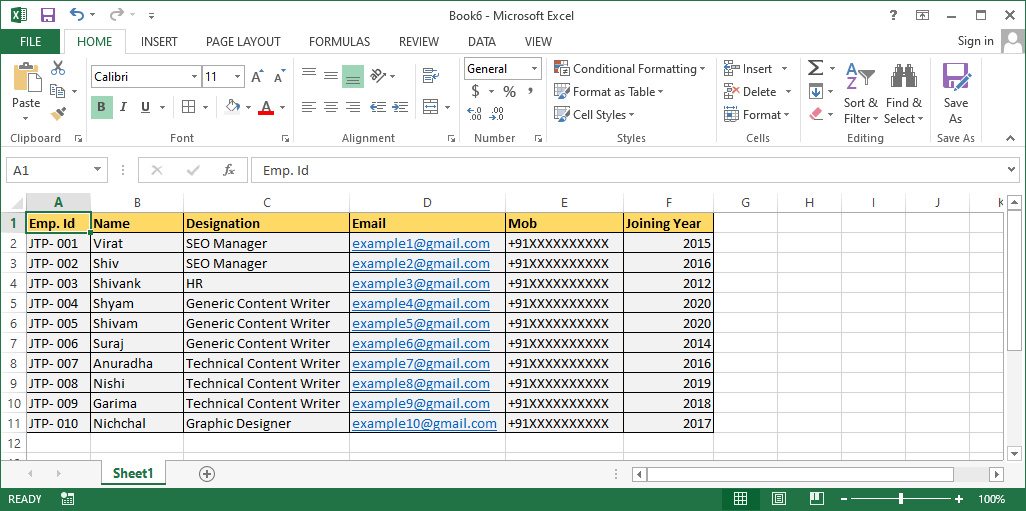 Book6 - Microsoft Excel
?
FILE HOME INSERT PAGE LAYOUT FORMULAS REVIEW DATA VIEW Sign in
Calibri 11 General Conditional Formatting Insert
Paste B I U A A A $ % , Format as Table Delete A Z Sort & Find & Save
.0 .00 .00 .0 Cell Styles Format Filter Select As
Clipboard Font Alignment Number Styles Cells Editing Save As
A1 fx Emp. Id
A B C D E F G H I J K
1 Emp. Id Name Designation Email Mob Joining Year
2 JTP- 001 Virat SEO Manager example1@gmail.com +91XXXXXXXXXX 2015
3 JTP- 002 Shiv SEO Manager example2@gmail.com +91XXXXXXXXXX 2016
4 JTP- 003 Shivank HR example3@gmail.com +91XXXXXXXXXX 2012
5 JTP- 004 Shyam Generic Content Writer example4@gmail.com +91XXXXXXXXXX 2020
6 JTP- 005 Shivam Generic Content Writer example5@gmail.com +91XXXXXXXXXX 2020
7 JTP- 006 Suraj Generic Content Writer example6@gmail.com +91XXXXXXXXXX 2014
8 JTP- 007 Anuradha Technical Content Writer example7@gmail.com +91XXXXXXXXXX 2016
9 JTP- 008 Nishi Technical Content Writer example8@gmail.com +91XXXXXXXXXX 2019
10 JTP- 009 Garima Technical Content Writer example9@gmail.com +91XXXXXXXXXX 2018
11 JTP- 010 Nichchal Graphic Designer example10@gmail.com +91XXXXXXXXXX 2017
12
Sheet1
READY 100%